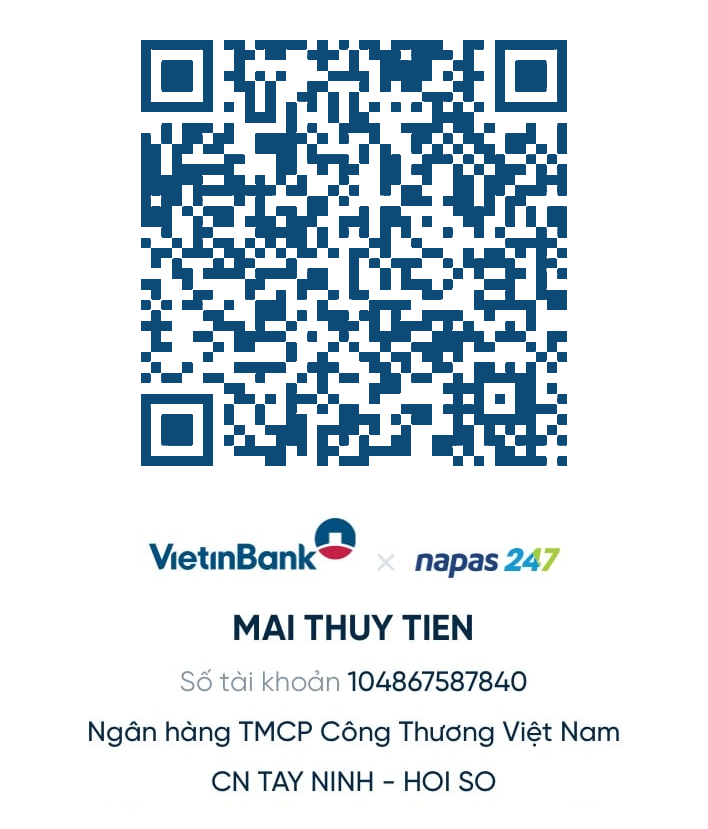 VietinBank × napas 247
MAI THUY TIEN
Số tài khoản 104867587840
Ngân hàng TMCP Công Thương Việt Nam
CN TAY NINH - HOI SO